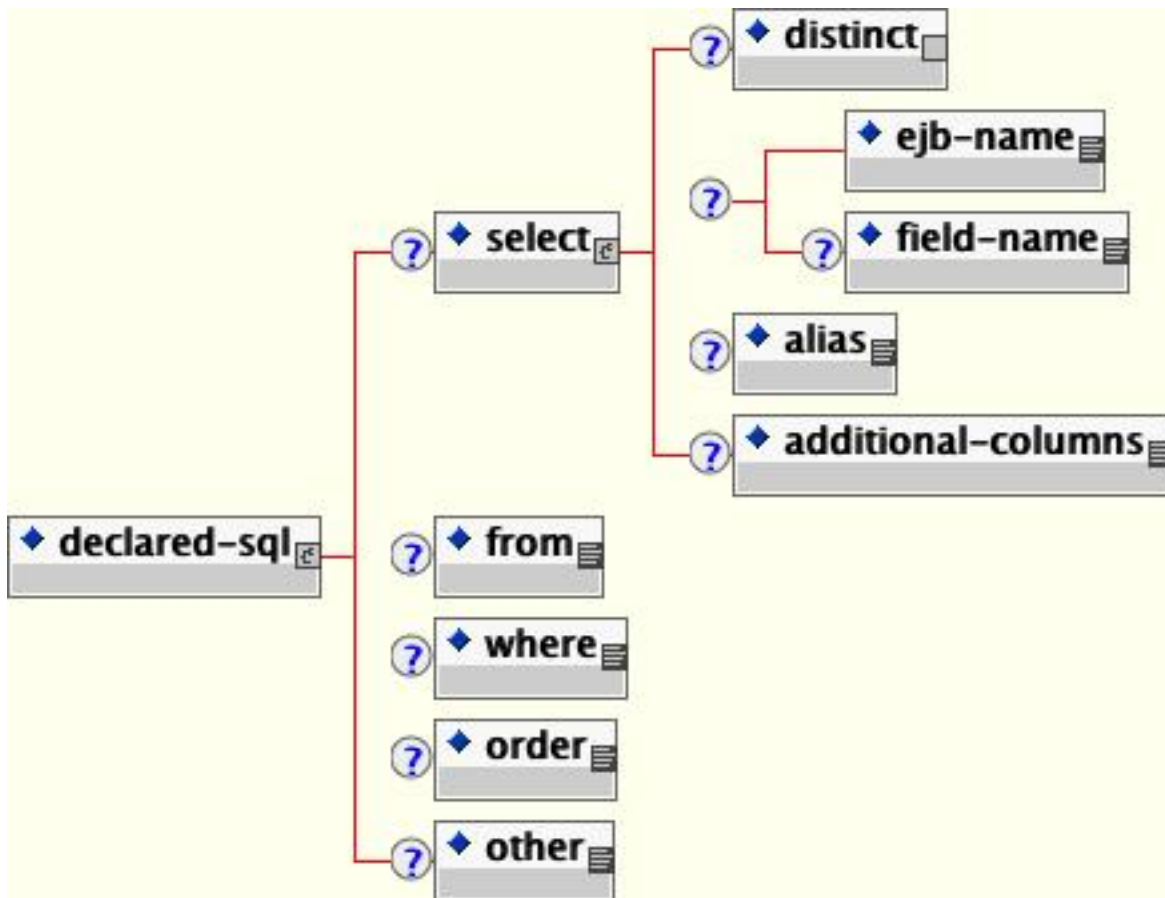 distinct
ejb-name
?
?
select
?
field-name
?
alias
?
additional-columns
?
declared-sql
from
?
where
?
order
?
other
?